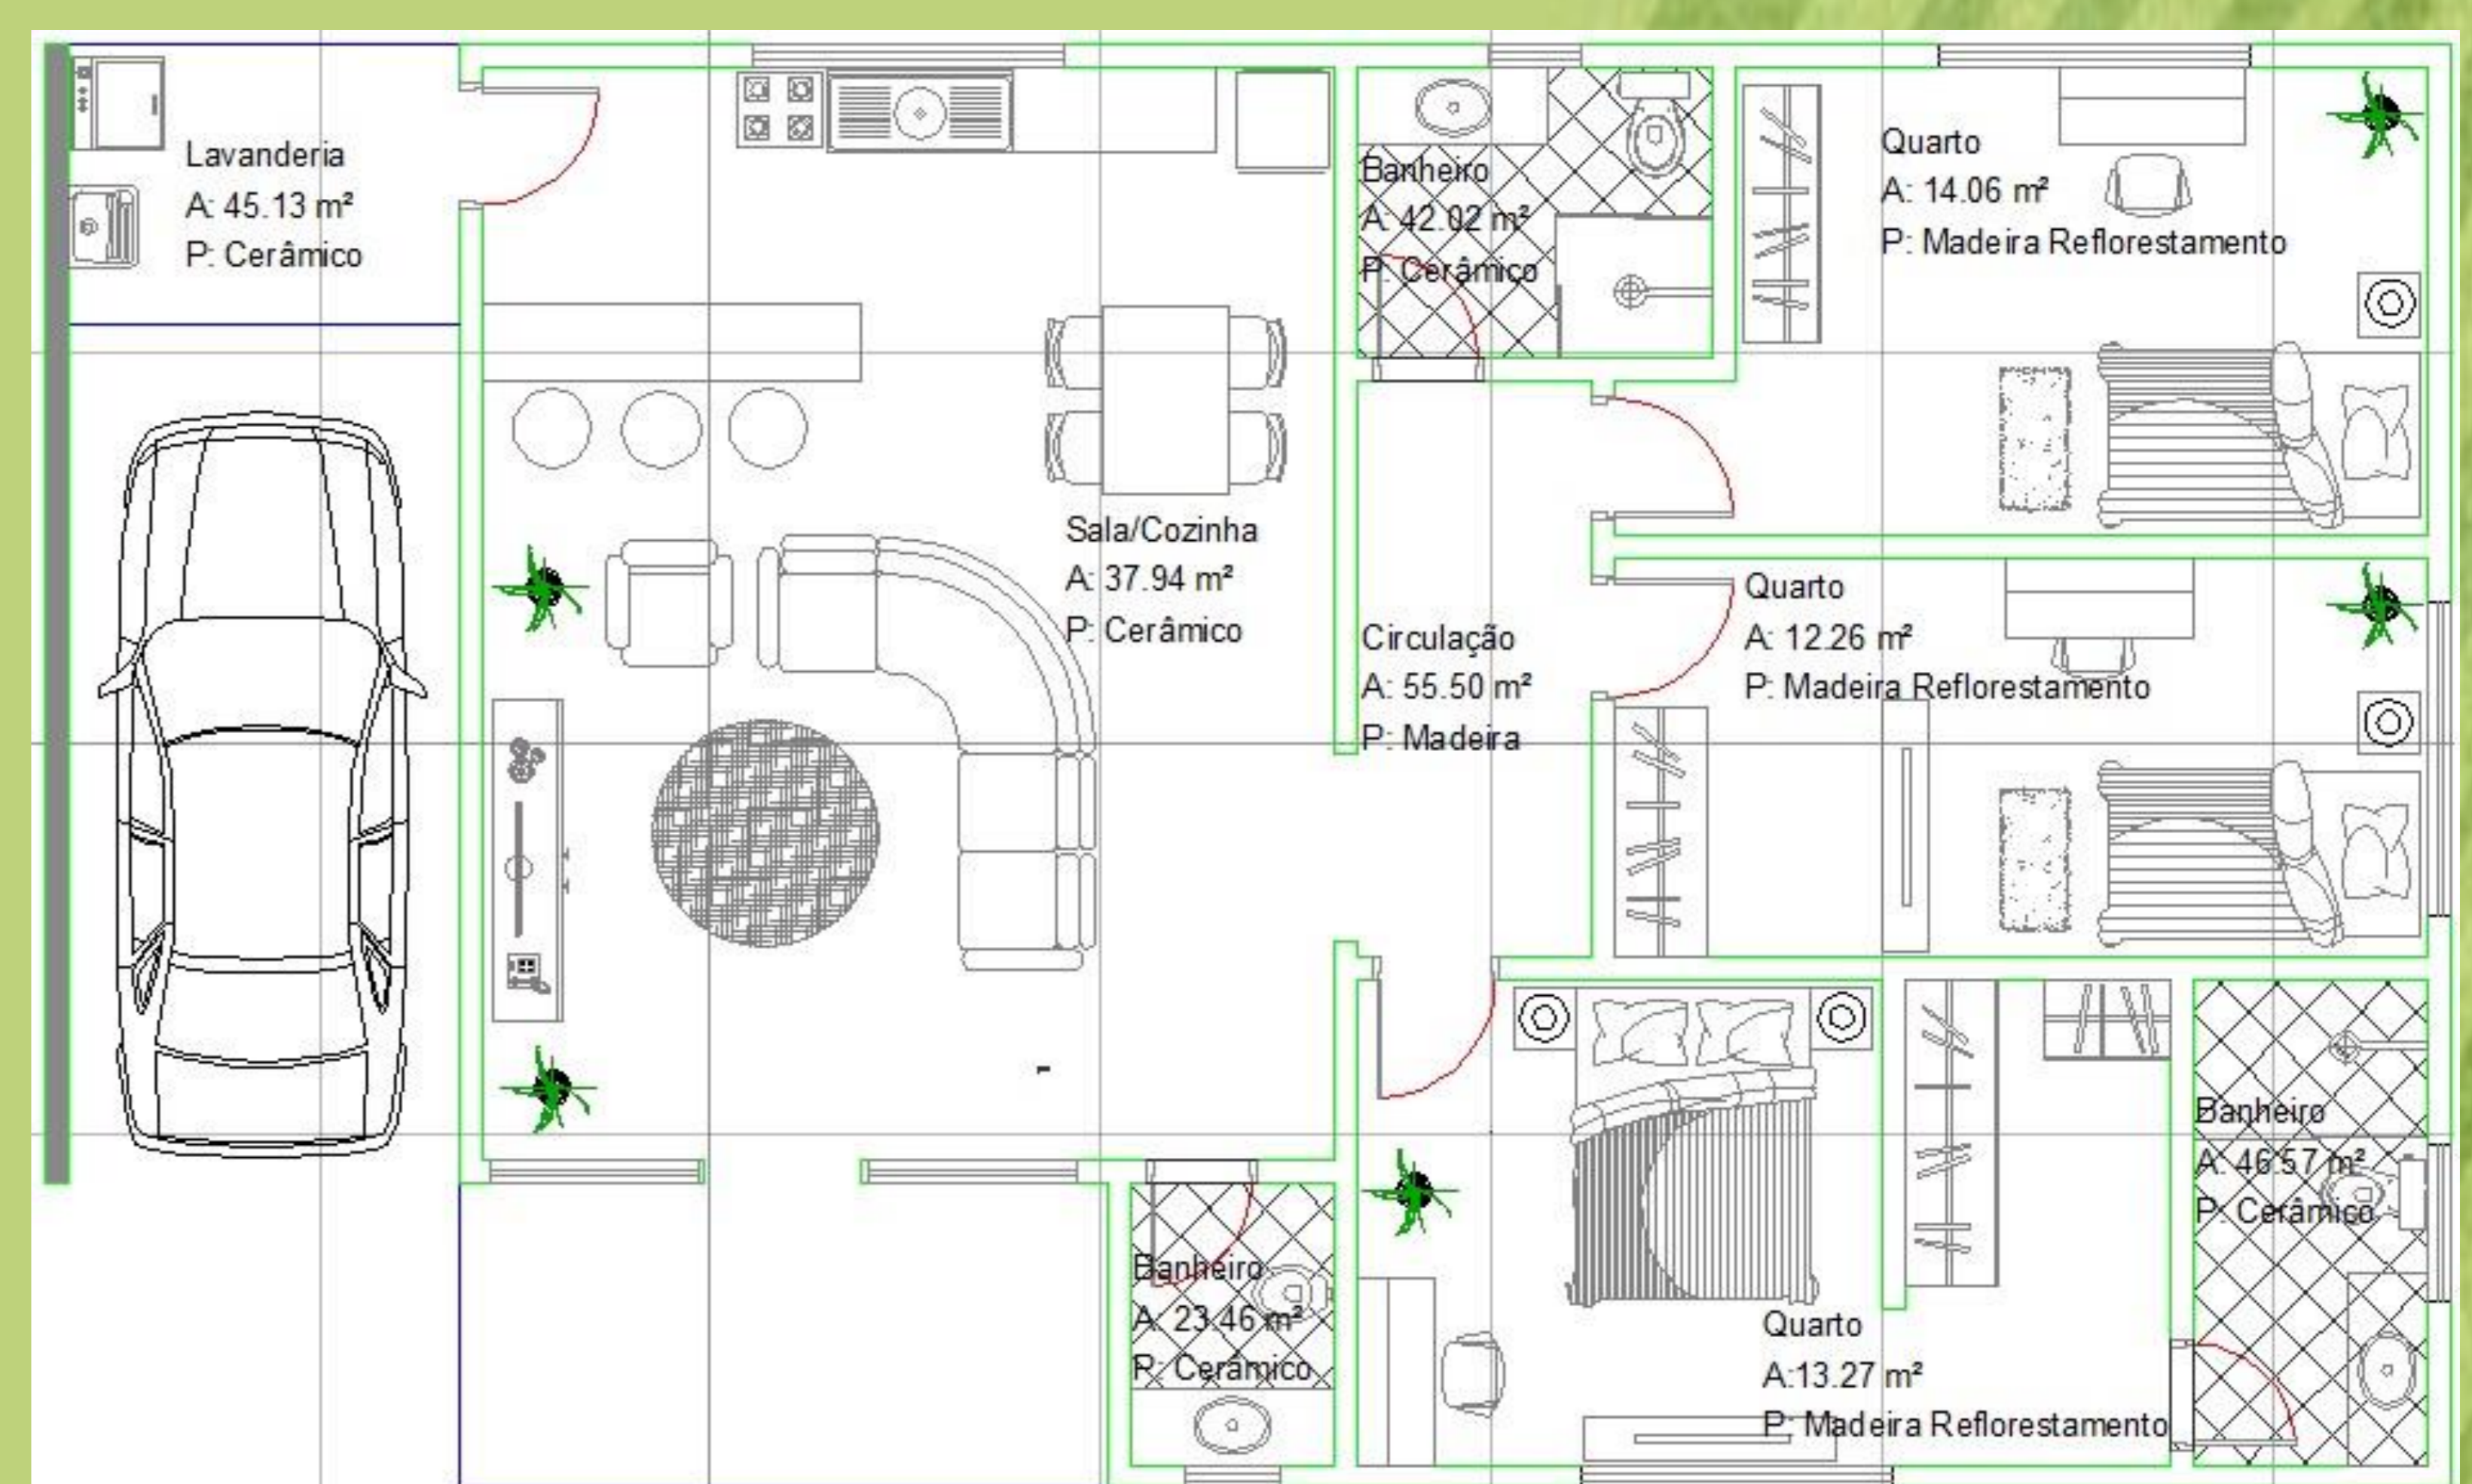 Lavanderia
A: 45.13 m²
P: Cerâmico
Banheiro
A: 42.02 m²
P: Cerâmico
Quarto
A: 14.06 m²
P: Madeira Reflorestamento
Sala/Cozinha
A: 37.94 m²
P: Cerâmico
Circulação
A: 55.50 m²
P: Madeira
Quarto
A: 12.26 m²
P: Madeira Reflorestamento
Banheiro
A: 46.57 m²
P: Cerâmico
Banheiro
A: 23.46 m²
P: Cerâmico
Quarto
A:13.27 m²
P: Madeira Reflorestamento